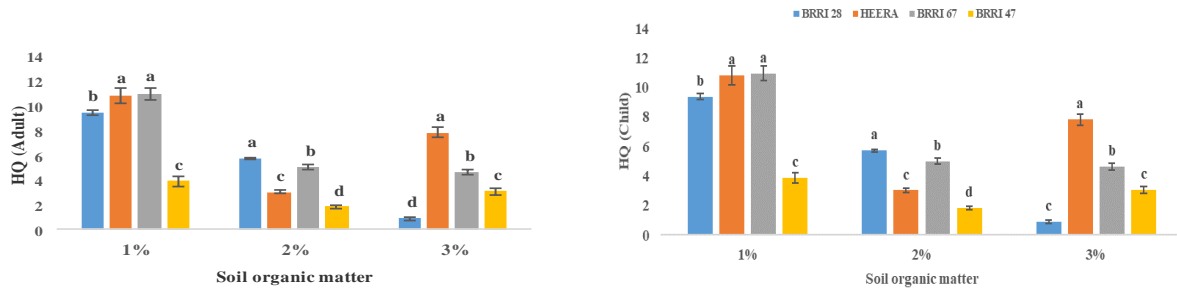 BRRI 28 HEERA BRRI 67 BRRI 47
HQ (Adult)
14
12
10
8
6
4
2
0
b a a c
a c b d
d a b c
1% 2% 3%
Soil organic matter
HQ (Child)
14
12
10
8
6
4
2
0
b a a c
a c b d
c a b c
1% 2% 3%
Soil organic matter